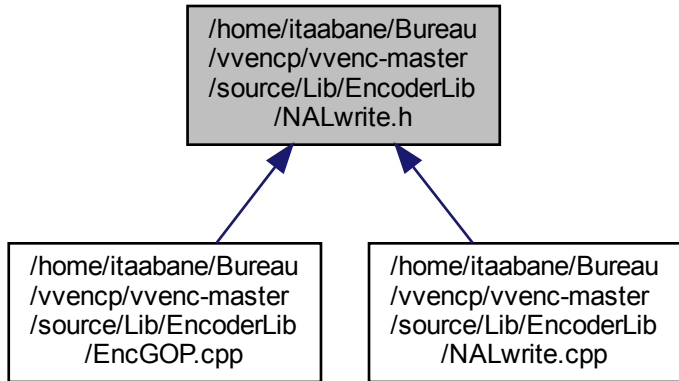 /home/itaabane/Bureau
/vvencp/vvenc-master
/source/Lib/EncoderLib
/NALwrite.h
/home/itaabane/Bureau
/vvencp/vvenc-master
/source/Lib/EncoderLib
/EncGOP.cpp
/home/itaabane/Bureau
/vvencp/vvenc-master
/source/Lib/EncoderLib
/NALwrite.cpp